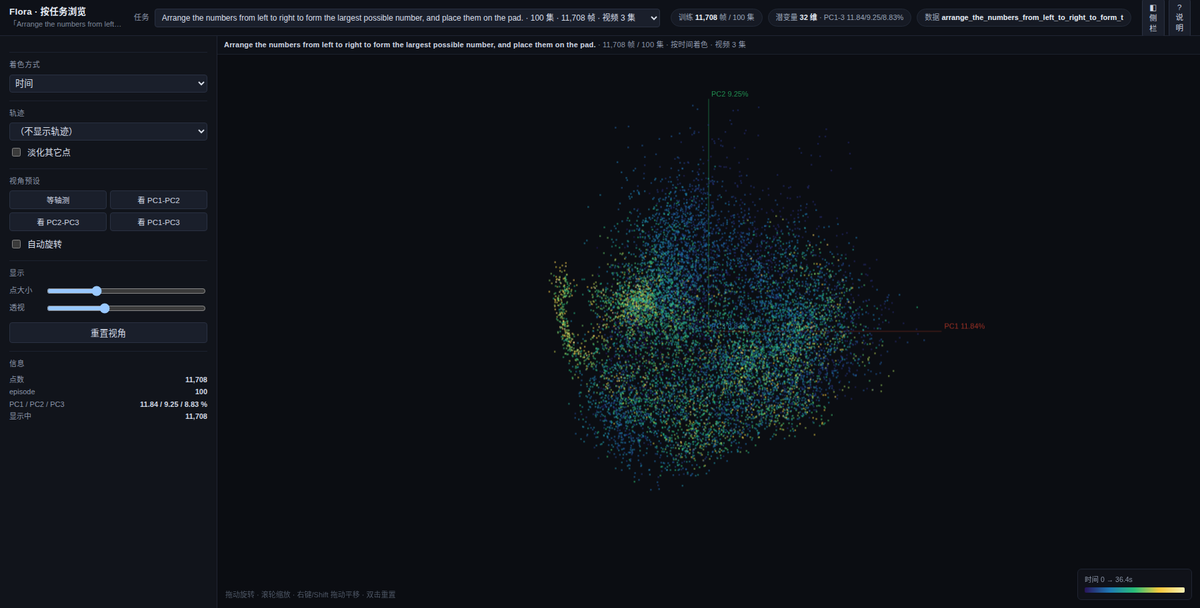 Flora · 按任务浏览
「Arrange the numbers from left…
任务
Arrange the numbers from left to right to form the largest possible number, and place them on the pad. · 100 集 · 11,708 帧 · 视频 3 集
训练 11,708 帧 / 100 集
潜变量 32 维 · PC1-3 11.84/9.25/8.83%
数据 arrange_the_numbers_from_left_to_right_to_form_t
◧ 侧栏
? 说明
Arrange the numbers from left to right to form the largest possible number, and place them on the pad. · 11,708 帧 / 100 集 · 按时间着色 · 视频 3 集
着色方式
时间
轨迹
（不显示轨迹）
淡化其它点
视角预设
等轴测
看 PC1-PC2
看 PC2-PC3
看 PC1-PC3
自动旋转
显示
点大小
透视
重置视角
信息
点数 11,708
episode 100
PC1 / PC2 / PC3 11.84 / 9.25 / 8.83 %
显示中 11,708
PC2 9.25%
PC1 11.84%
拖动旋转 · 滚轮缩放 · 右键/Shift 拖动平移 · 双击重置
时间 0 → 36.4s